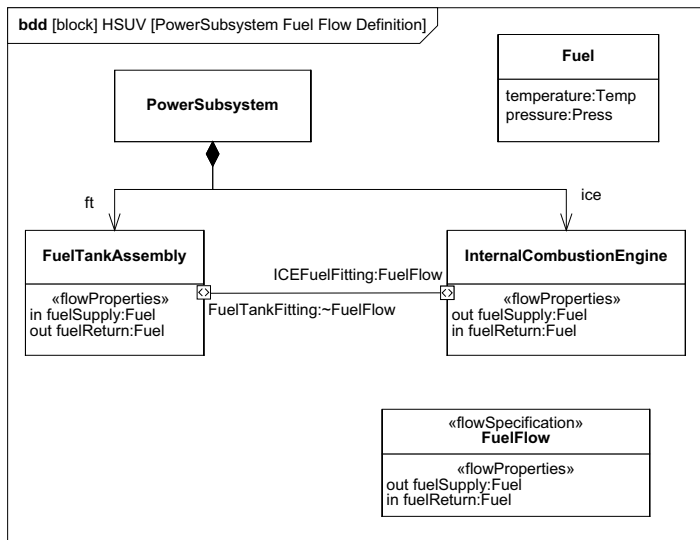 bdd [block] HSUV [PowerSubsystem Fuel Flow Definition]
Fuel
temperature:Temp
pressure:Press
PowerSubsystem
ft
ice
FuelTankAssembly
«flowProperties»
in fuelSupply:Fuel
out fuelReturn:Fuel
ICEFuelFitting:FuelFlow
FuelTankFitting:~FuelFlow
InternalCombustionEngine
«flowProperties»
out fuelSupply:Fuel
in fuelReturn:Fuel
«flowSpecification»
FuelFlow
«flowProperties»
out fuelSupply:Fuel
in fuelReturn:Fuel